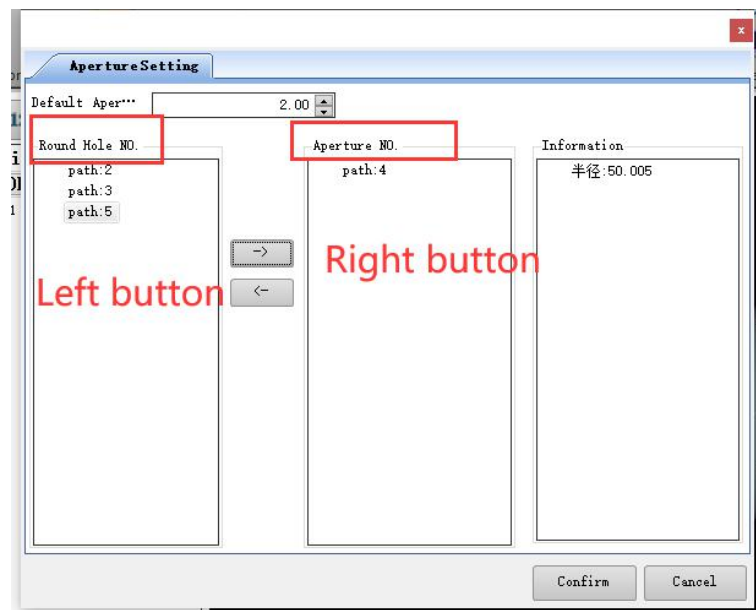 x
ApertureSetting
Default Aper…
2.00
Round Hole NO.
path:2
path:3
path:5
Left button
->
<-
Aperture NO.
path:4
Right button
Information
半径:50.005
Confirm
Cancel